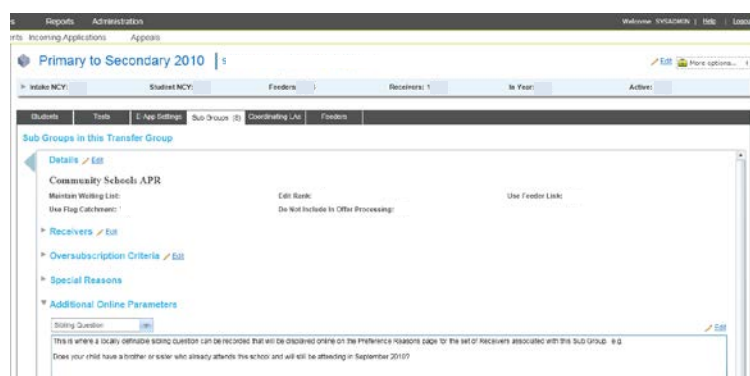 Reports Administration Welcome SYSADMIN | Help | Logout
Incoming Applications Appeals
Primary to Secondary 2010 Edit More options...
Intake NCY: Student NCY: Feeders Receivers: 1 In Year: Active:
Students Tests E-App Settings Sub Groups (8) Coordinating LAs Feeders
Sub Groups in this Transfer Group
Details Edit
Community Schools APR
Maintain Waiting List: Edit Rank: Use Feeder Link:
Use Flag Catchment: Do Not Include In Offer Processing:
Receivers Edit
Oversubscription Criteria Edit
Special Reasons
Additional Online Parameters
Sibling Question Edit
This is where a locally definable sibling question can be recorded that will be displayed online on the Preference Reasons page for the set of Receivers associated with this Sub Group. e.g.
Does your child have a brother or sister who already attends this school and will still be attending in September 2010?